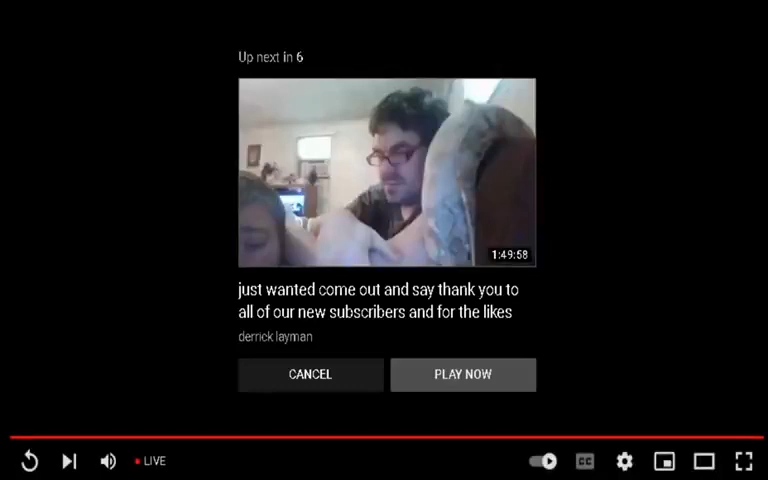 Up next in 6
1:49:58
just wanted come out and say thank you to
all of our new subscribers and for the likes
derrick layman
CANCEL
PLAY NOW
LIVE
CC